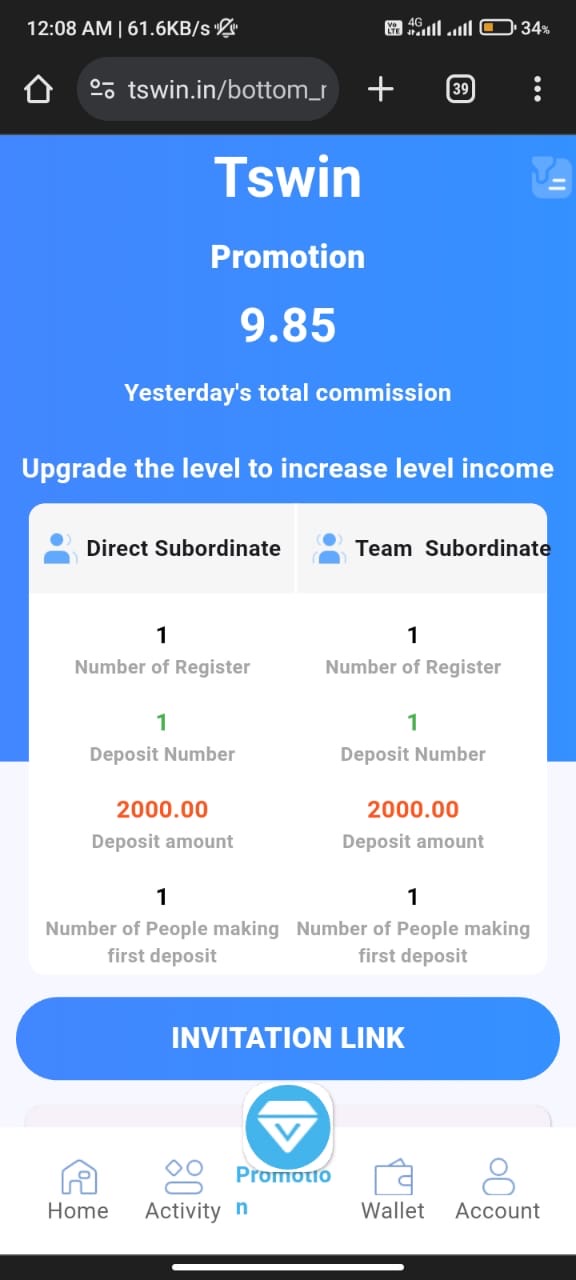 12:08 AM | 61.6KB/s
Vo LTE 4G 34%
tswin.in/bottom_r
39
Tswin
Promotion
9.85
Yesterday's total commission
Upgrade the level to increase level income
Direct Subordinate Team Subordinate
1 1
Number of Register Number of Register
1 1
Deposit Number Deposit Number
2000.00 2000.00
Deposit amount Deposit amount
1 1
Number of People making Number of People making
first deposit first deposit
INVITATION LINK
Promotio
n
Home Activity Wallet Account